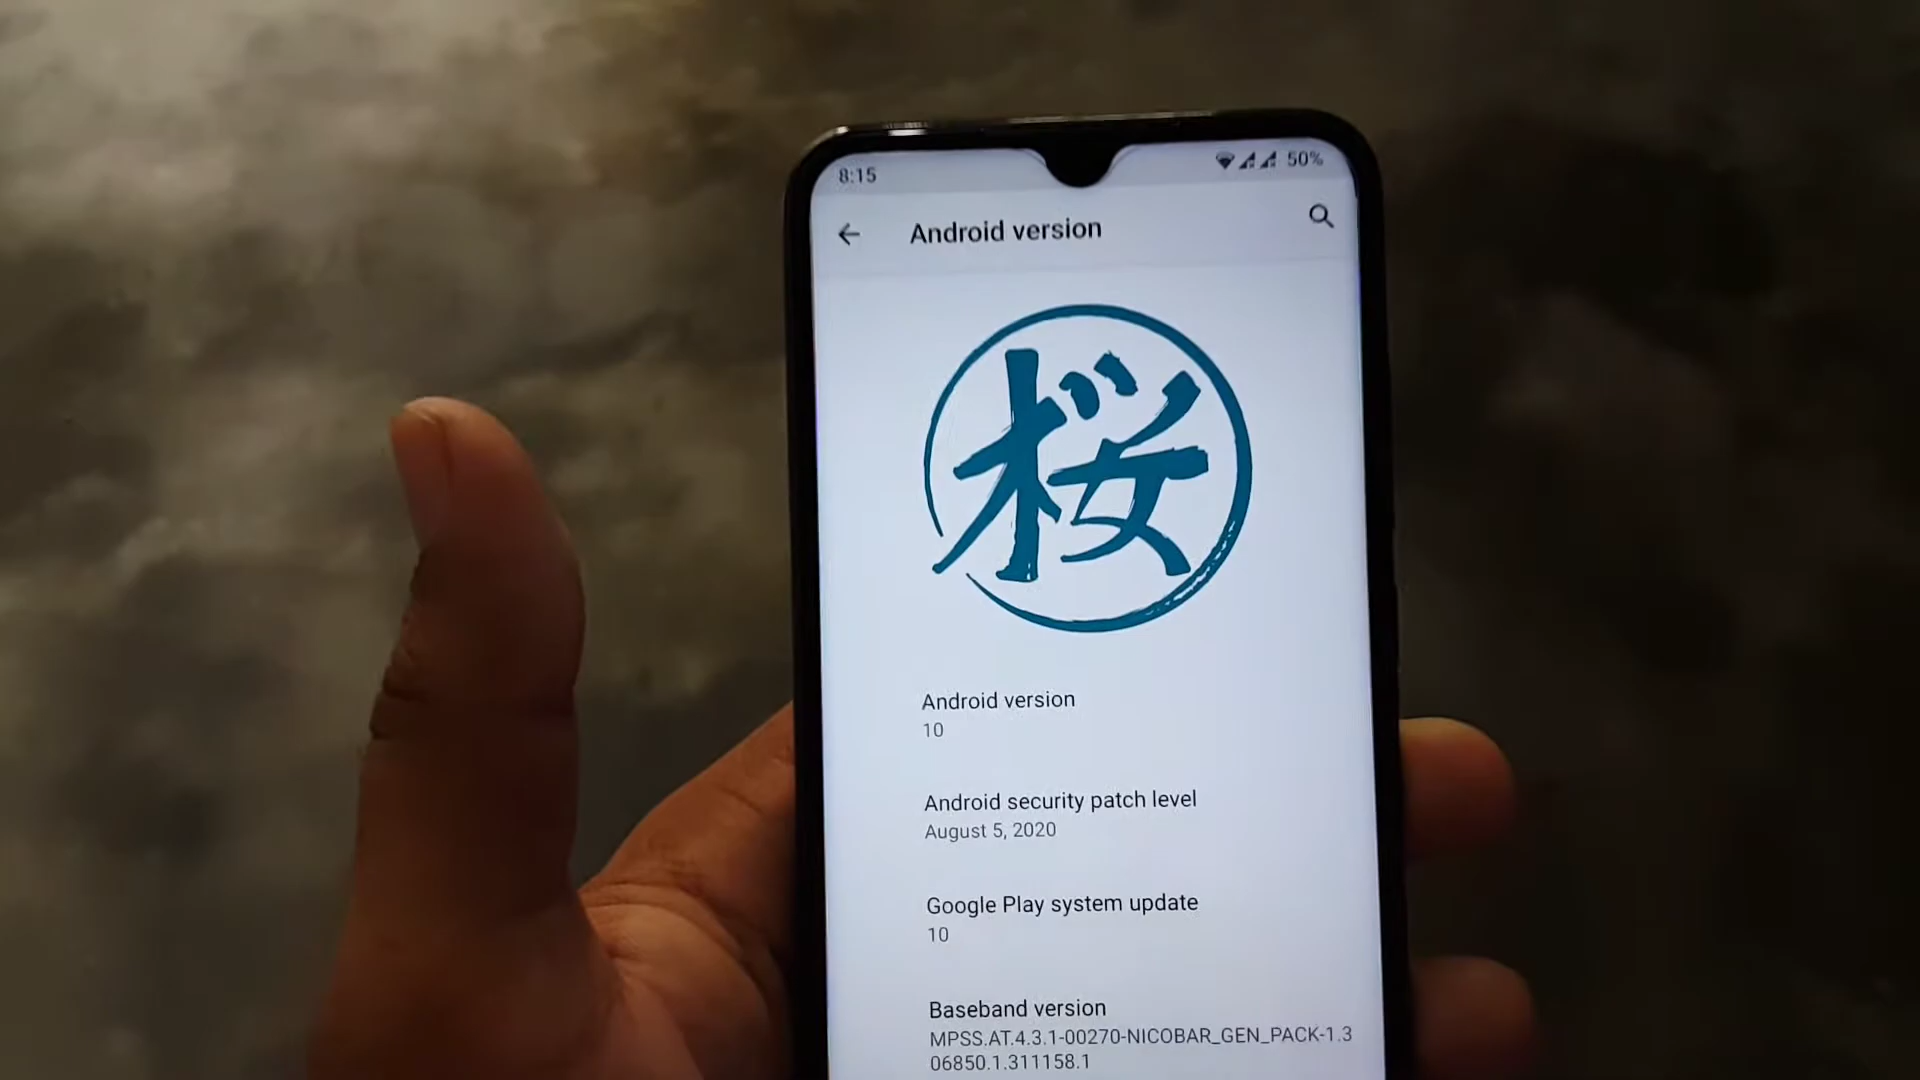 8:15
50%
Android version
桜
Android version
10
Android security patch level
August 5, 2020
Google Play system update
10
Baseband version
MPSS.AT.4.3.1-00270-NICOBAR_GEN_PACK-1.3
06850.1.311158.1